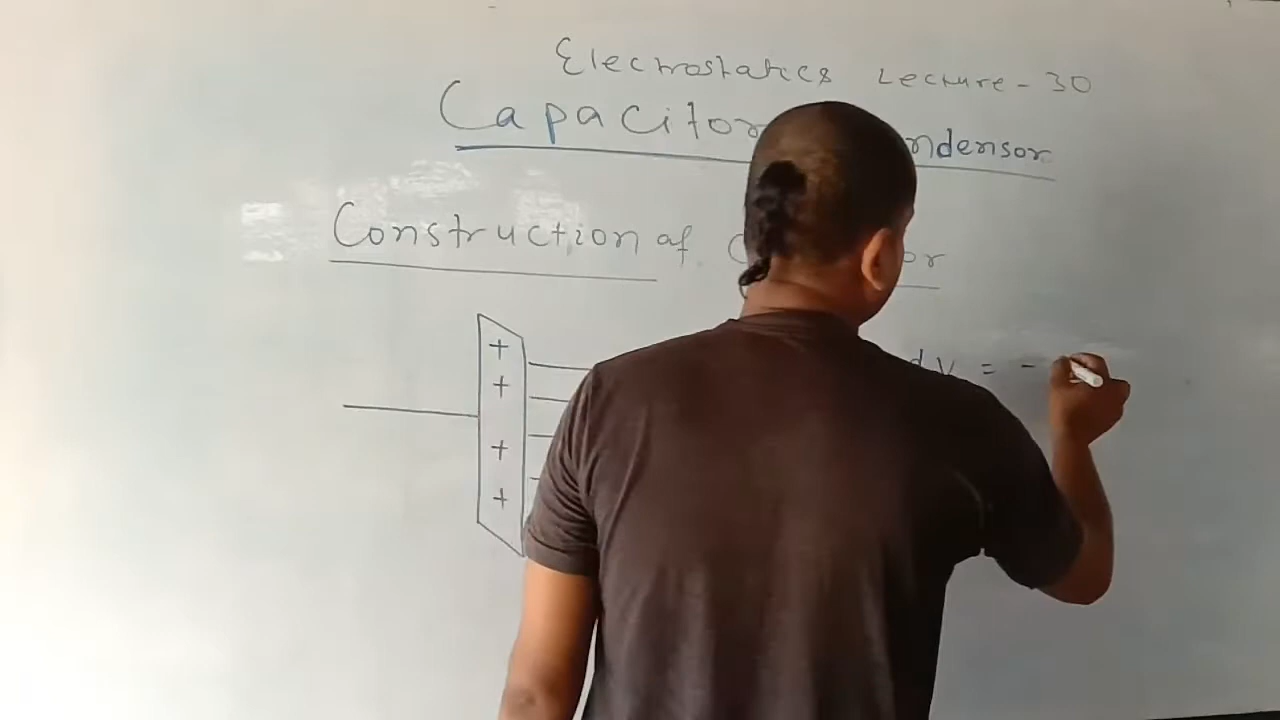 Electrostatics Lecture - 30
Capacitor ndensor
Construction of C or
+
+
+
+
dv = -